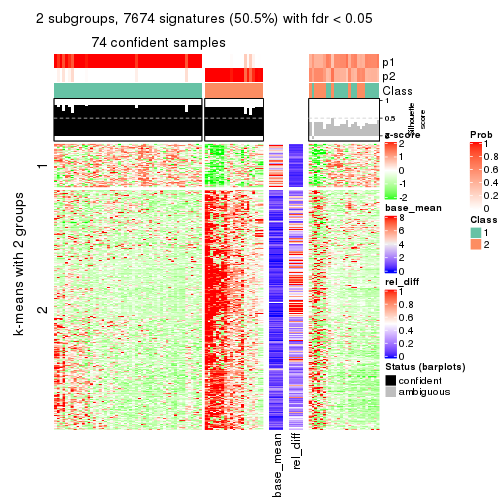 2 subgroups, 7674 signatures (50.5%) with fdr < 0.05
74 confident samples
p1
p2
Class
1
0.5
0
Silhouette
score
k-means with 2 groups
1
2
base_mean
rel_diff
z-score
2
1
0
-1
-2
base_mean
8
6
4
2
0
rel_diff
1
0.8
0.6
0.4
0.2
0
Status (barplots)
confident
ambiguous
Prob
1
0.8
0.6
0.4
0.2
0
Class
1
2